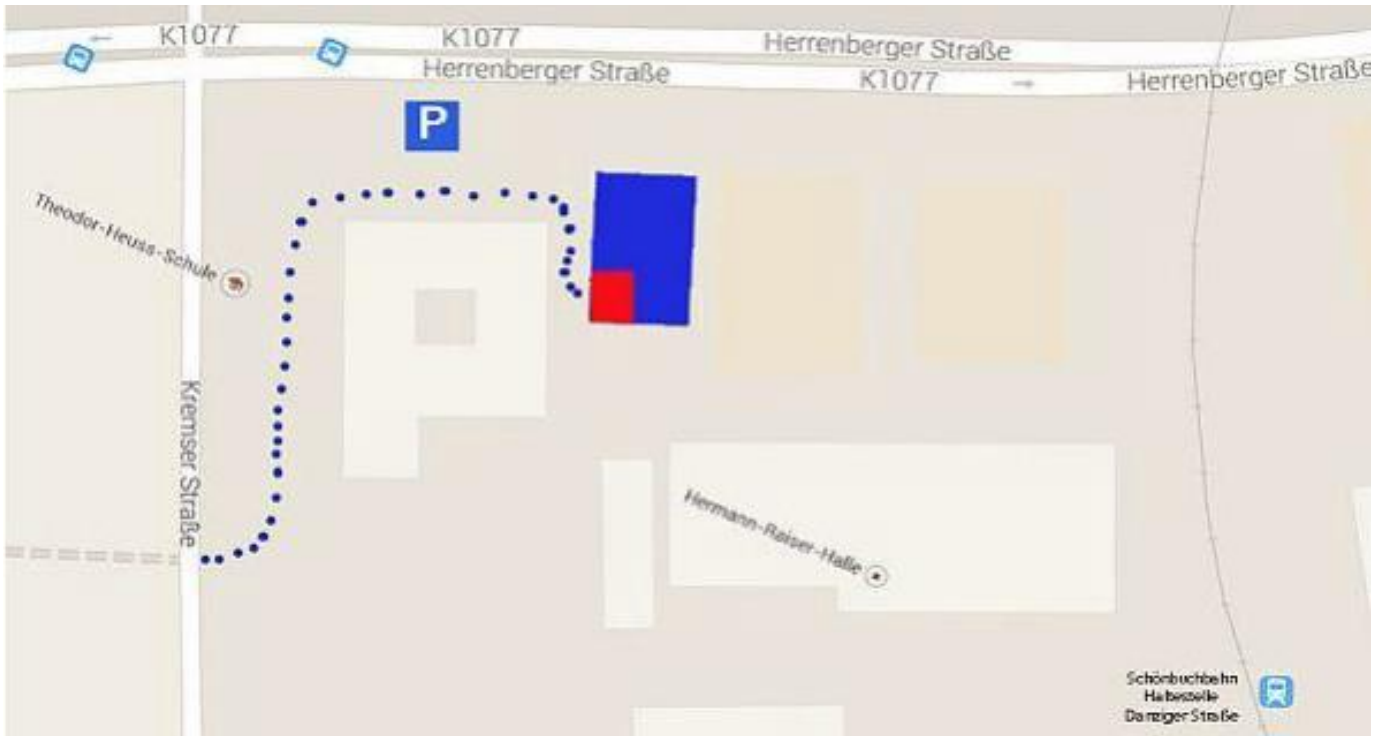 K1077
K1077
Herrenberger Straße
Herrenberger Straße
K1077
Herrenberger Straße
P
Theodor-Heuss-Schule
Kremser Straße
Hermann-Raiser-Halle
Schönbuchbahn
Haltestelle
Danziger Straße